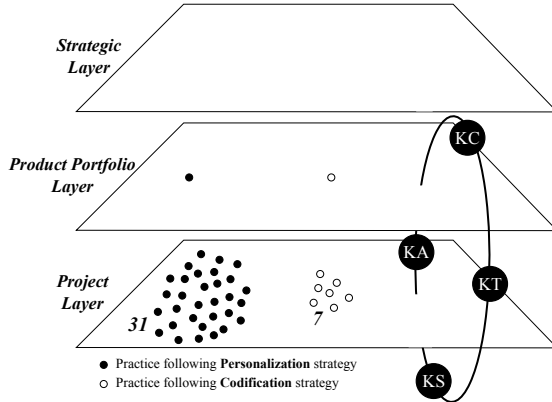 Strategic
Layer
KC
Product Portfolio
Layer
KA
Project
Layer
KT
31
7
Practice following Personalization strategy
Practice following Codification strategy
KS